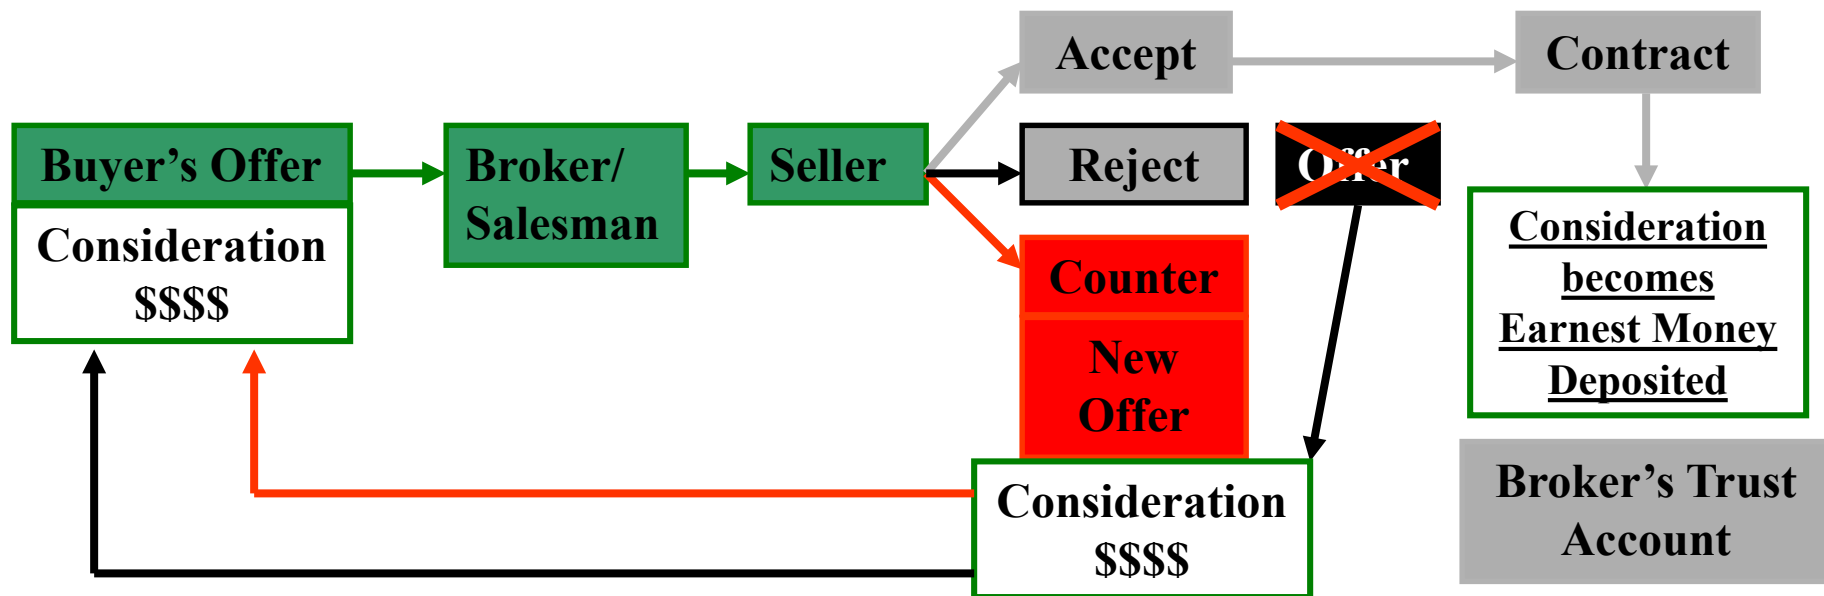 Accept
Contract
Buyer’s Offer
Broker/
Salesman
Seller
Reject
Offer
Consideration
$$$$
Counter
New
Offer
Consideration
becomes
Earnest Money
Deposited
Consideration
$$$$
Broker’s Trust
Account